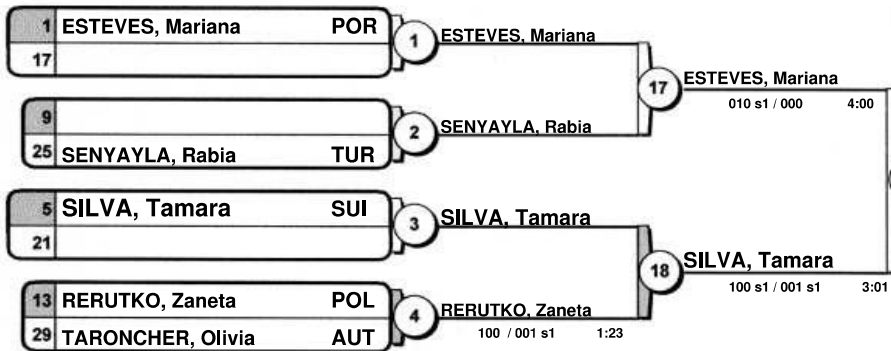 1 ESTEVES, Mariana POR
17
1 ESTEVES, Mariana
9
25 SENYAYLA, Rabia TUR
2 SENYAYLA, Rabia
17 ESTEVES, Mariana
010 s1 / 000 4:00
5 SILVA, Tamara SUI
21
3 SILVA, Tamara
13 RERUTKO, Zaneta POL
29 TARONCHER, Olivia AUT
4 RERUTKO, Zaneta
100 / 001 s1 1:23
18 SILVA, Tamara
100 s1 / 001 s1 3:01